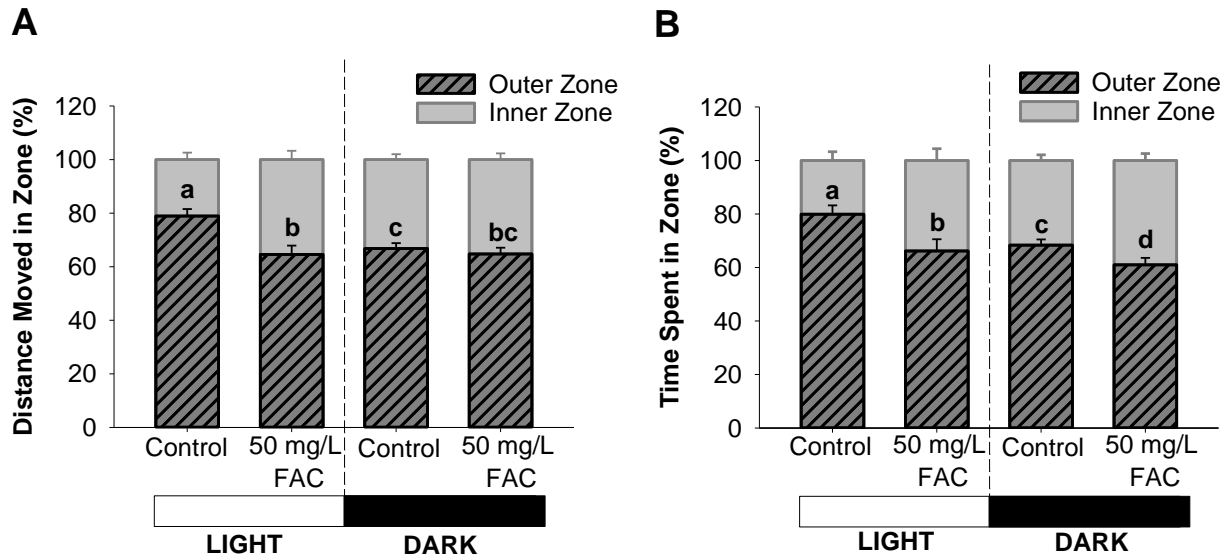 A
Outer Zone
Inner Zone
Distance Moved in Zone (%)
120
100
80
60
40
20
0
a
b
c
bc
Control
50 mg/L
FAC
Control
50 mg/L
FAC
LIGHT
DARK
B
Outer Zone
Inner Zone
Time Spent in Zone (%)
120
100
80
60
40
20
0
a
b
c
d
Control
50 mg/L
FAC
Control
50 mg/L
FAC
LIGHT
DARK